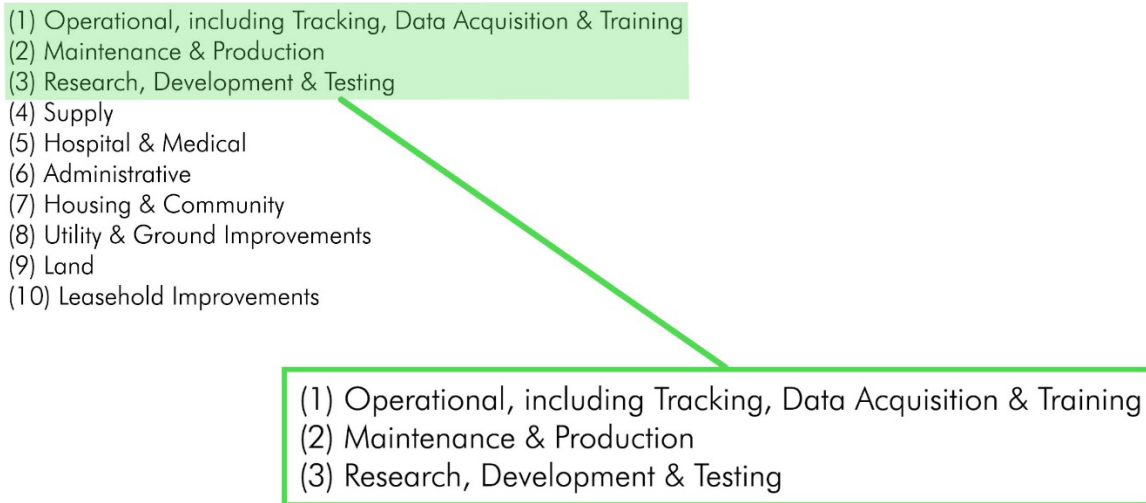 (1) Operational, including Tracking, Data Acquisition & Training
(2) Maintenance & Production
(3) Research, Development & Testing
(4) Supply
(5) Hospital & Medical
(6) Administrative
(7) Housing & Community
(8) Utility & Ground Improvements
(9) Land
(10) Leasehold Improvements
(1) Operational, including Tracking, Data Acquisition & Training
(2) Maintenance & Production
(3) Research, Development & Testing